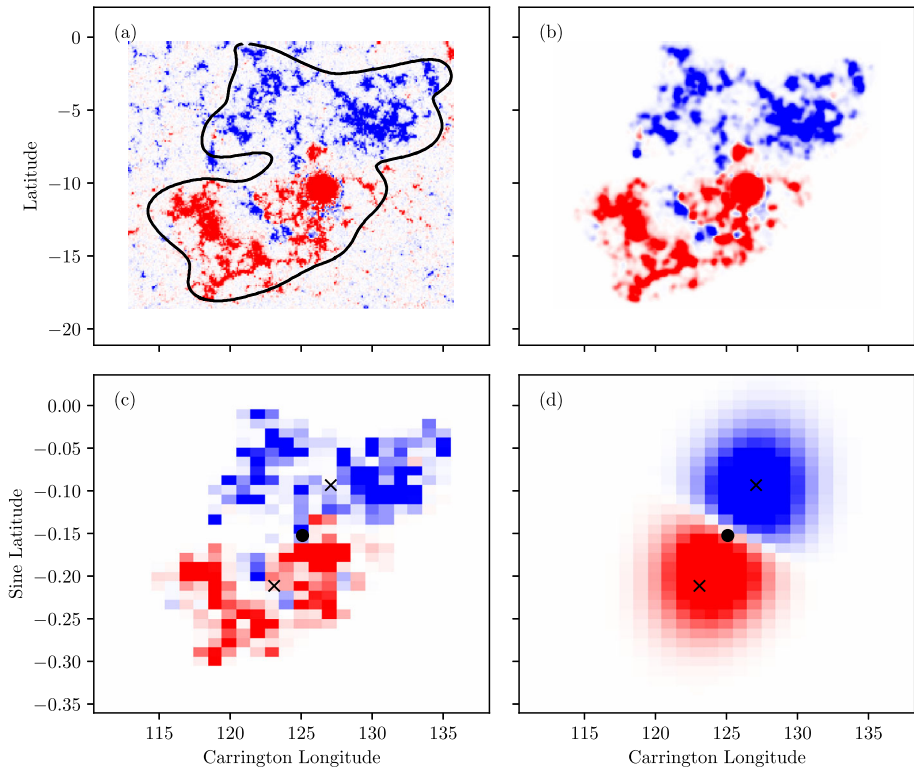 (a)
(b)
Latitude
0
−5
−10
−15
−20
(c)
(d)
Sine Latitude
0.00
−0.05
−0.10
−0.15
−0.20
−0.25
−0.30
−0.35
115 120 125 130 135
115 120 125 130 135
Carrington Longitude
Carrington Longitude